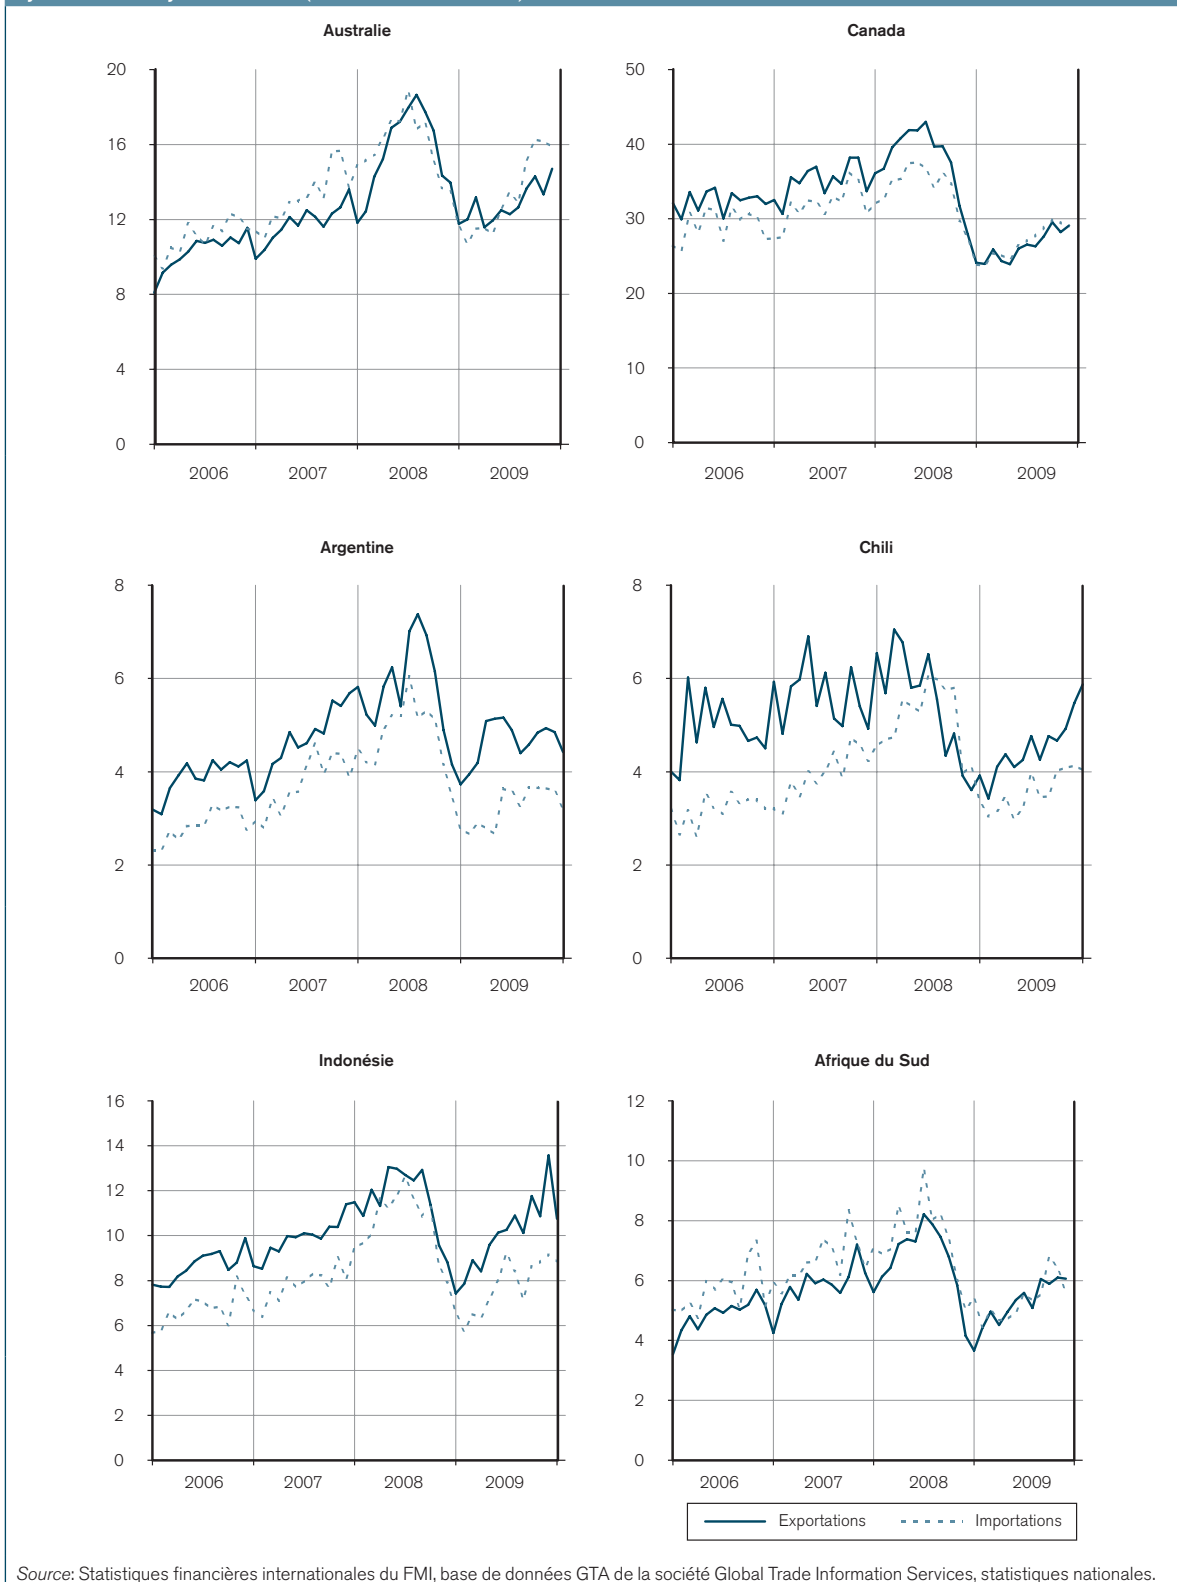 Australie
Canada
20
16
12
8
4
0
2006 2007 2008 2009
50
40
30
20
10
0
2006 2007 2008 2009
Argentine
Chili
8
6
4
2
0
2006 2007 2008 2009
8
6
4
2
0
2006 2007 2008 2009
Indonésie
Afrique du Sud
16
14
12
10
8
6
4
2
0
2006 2007 2008 2009
12
10
8
6
4
2
0
2006 2007 2008 2009
Exportations Importations
Source: Statistiques financières internationales du FMI, base de données GTA de la société Global Trade Information Services, statistiques nationales.